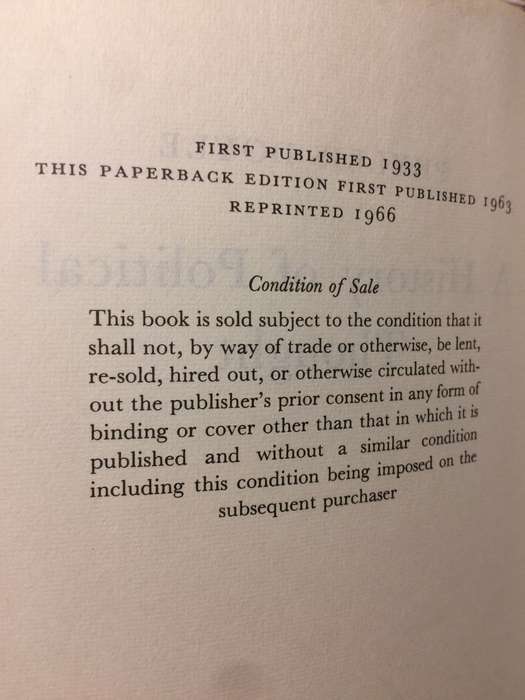 FIRST PUBLISHED 1933
THIS PAPERBACK EDITION FIRST PUBLISHED 1963
REPRINTED 1966
Condition of Sale
This book is sold subject to the condition that it
shall not, by way of trade or otherwise, be lent,
re-sold, hired out, or otherwise circulated with-
out the publisher's prior consent in any form of
binding or cover other than that in which it is
published and without a similar condition
including this condition being imposed on the
subsequent purchaser